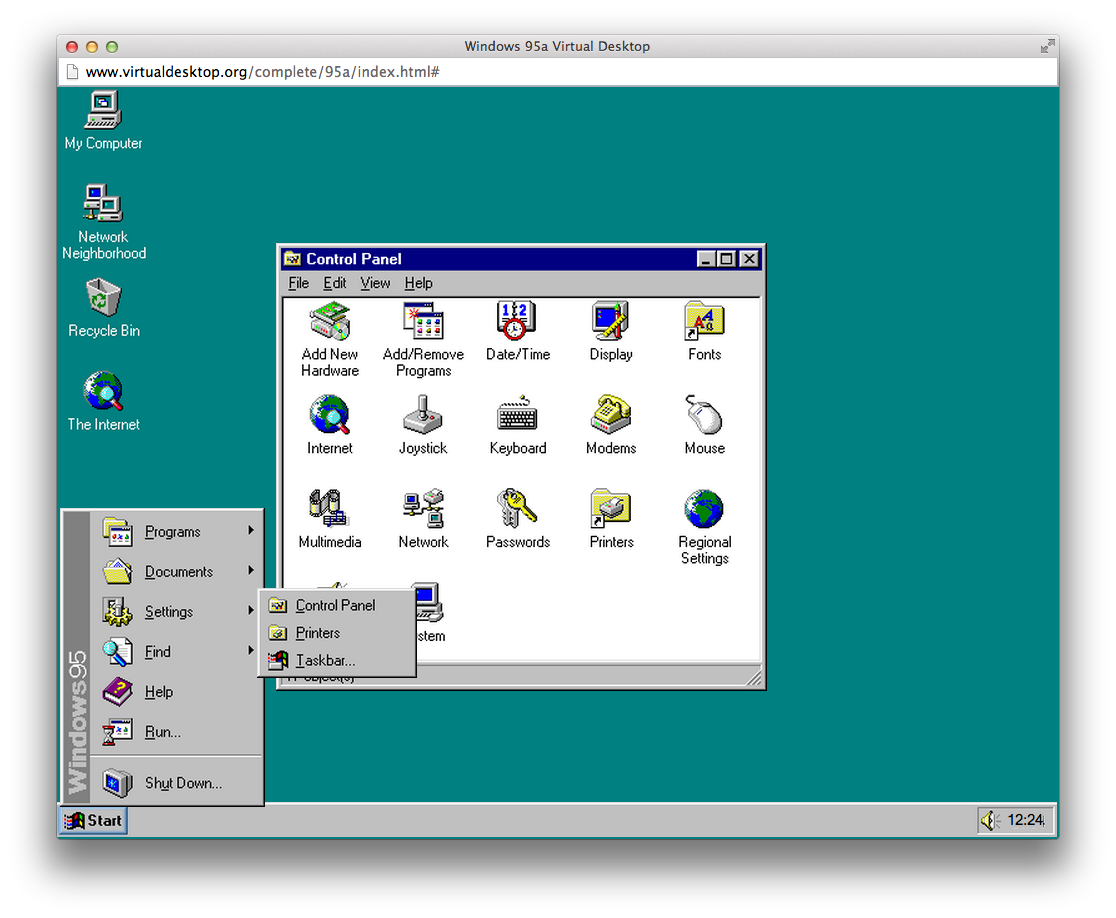 Windows 95a Virtual Desktop
www.virtualdesktop.org/complete/95a/index.html#
My Computer
Network
Neighborhood
Recycle Bin
The Internet
Control Panel
File Edit View Help
Add New
Hardware
Add/Remove
Programs
Date/Time
Display
Fonts
Internet
Joystick
Keyboard
Modems
Mouse
Multimedia
Network
Passwords
Printers
Regional
Settings
Programs
Documents
Settings
Find
Help
Run...
Shut Down...
Windows95
Control Panel
Printers
Taskbar...
Start
12:24